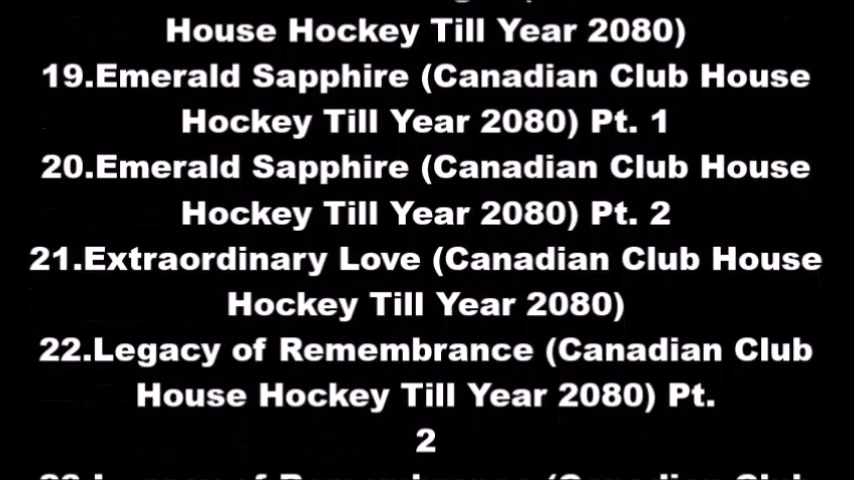 House Hockey Till Year 2080)
19.Emerald Sapphire (Canadian Club House
Hockey Till Year 2080) Pt. 1
20.Emerald Sapphire (Canadian Club House
Hockey Till Year 2080) Pt. 2
21.Extraordinary Love (Canadian Club House
Hockey Till Year 2080)
22.Legacy of Remembrance (Canadian Club
House Hockey Till Year 2080) Pt.
2